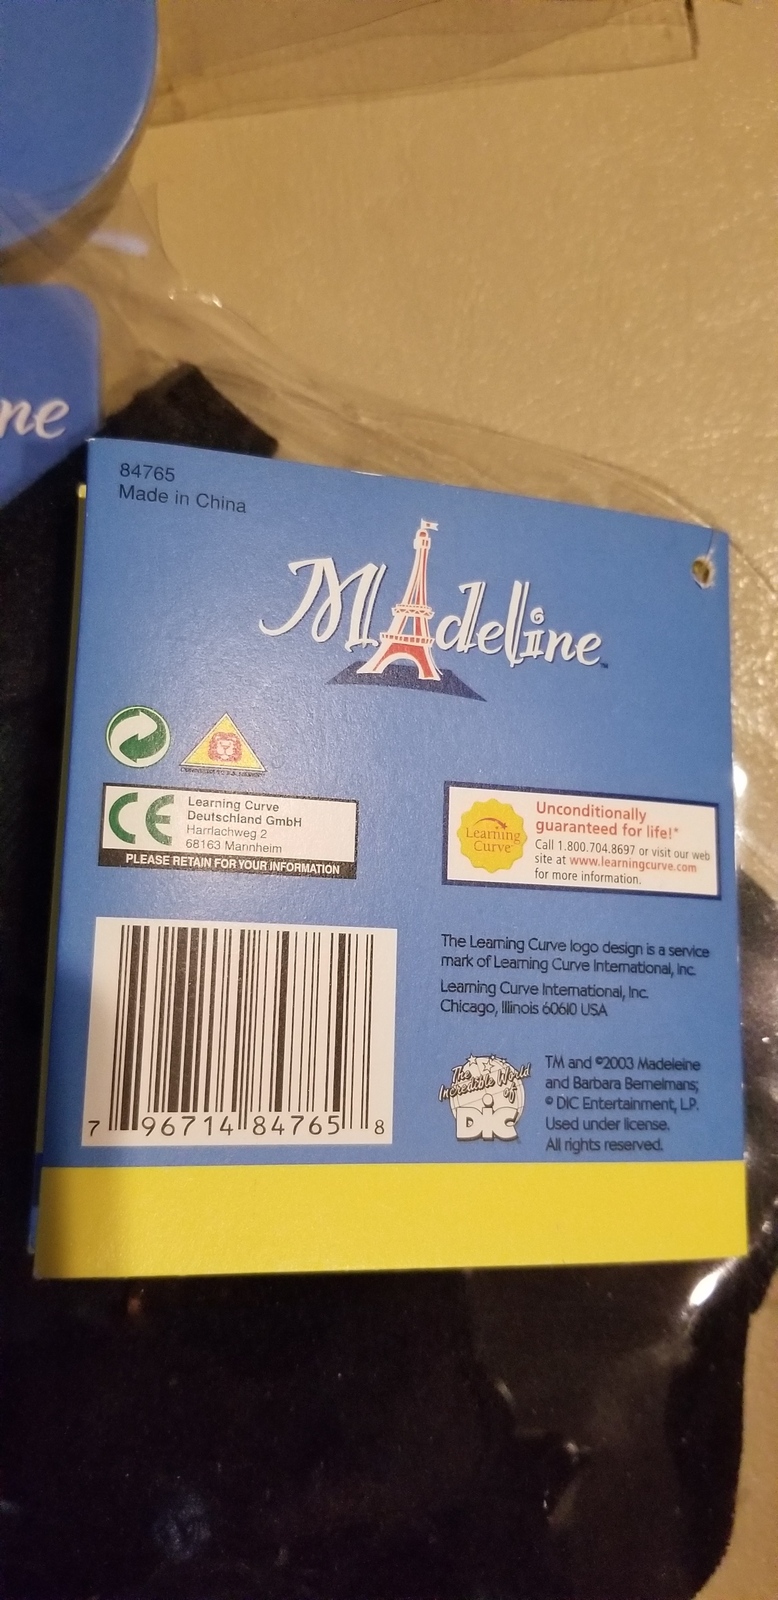 ne
84765
Made in China
Madeline™
CE
Learning Curve
Deutschland GmbH
Harrlachweg 2
68163 Mannheim
PLEASE RETAIN FOR YOUR INFORMATION
Learning
Curve
Unconditionally
guaranteed for life!*
Call 1.800.704.8697 or visit our web
site at www.learningcurve.com
for more information.
The Learning Curve logo design is a service
mark of Learning Curve International, Inc.
Learning Curve International, Inc.
Chicago, Illinois 60610 USA
7 96714 84765 8
The
Incredible World
of
DiC
TM and ©2003 Madeleine
and Barbara Bemelmans;
© DIC Entertainment, L.P.
Used under license.
All rights reserved.